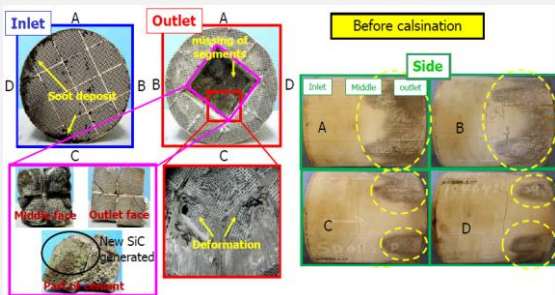 Inlet
A
B
C
D
Soot deposit
Outlet
A
B
C
D
missing of
segments
Middle face
Outlet face
New SiC
generated
Part of cement
Deformation
Before calsination
Side
Inlet
Middle
outlet
A
B
C
D